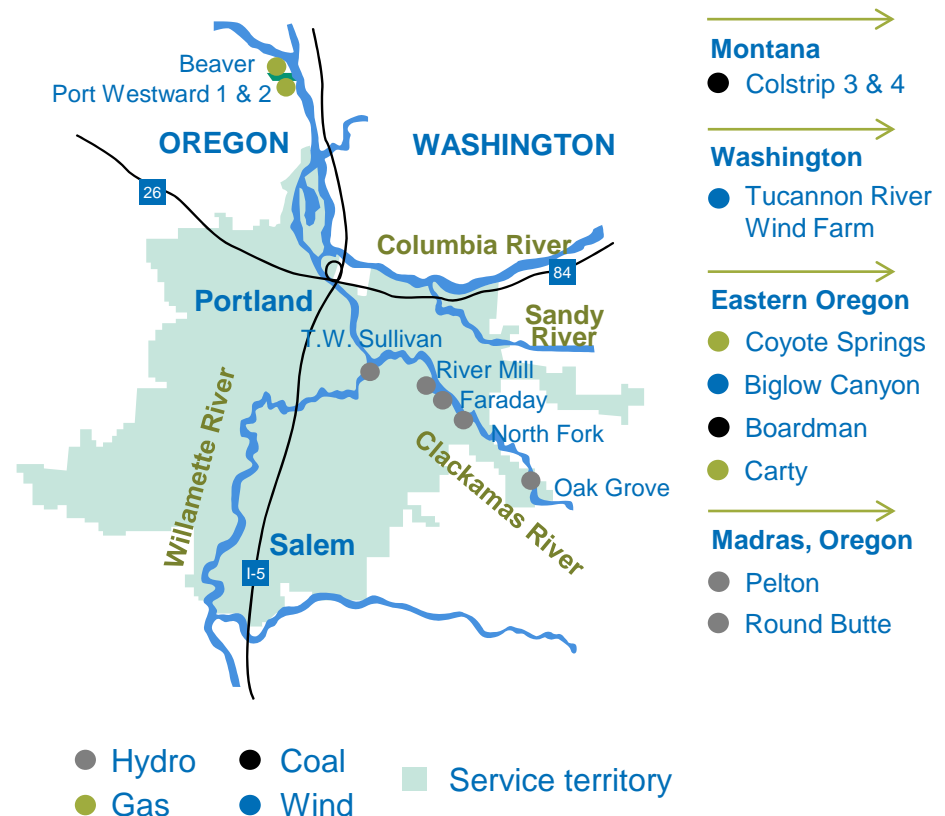 Beaver
Port Westward 1 & 2
OREGON
WASHINGTON
26
Columbia River
84
Portland
Sandy
River
T.W. Sullivan
River Mill
Faraday
North Fork
Oak Grove
Willamette River
Clackamas River
Salem
I-5
Montana
Colstrip 3 & 4
Washington
Tucannon River
Wind Farm
Eastern Oregon
Coyote Springs
Biglow Canyon
Boardman
Carty
Madras, Oregon
Pelton
Round Butte
Hydro
Coal
Gas
Wind
Service territory